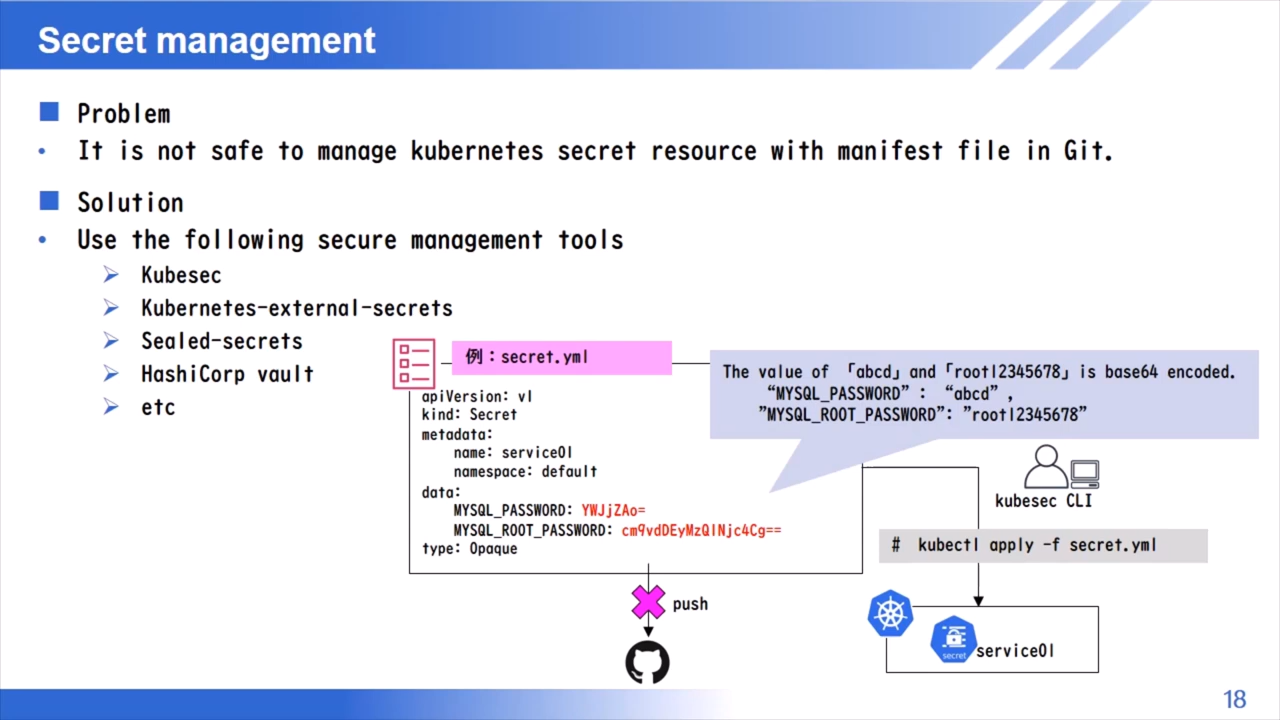 Secret management
Problem
It is not safe to manage kubernetes secret resource with manifest file in Git.
Solution
Use the following secure management tools
Kubesec
Kubernetes-external-secrets
Sealed-secrets
HashiCorp vault
etc
例：secret.yml
apiVersion: v1
kind: Secret
metadata:
name: service01
namespace: default
data:
MYSQL_PASSWORD: YWJjZAo=
MYSQL_ROOT_PASSWORD: cm9vdDEyMzQ1Njc4Cg==
type: Opaque
The value of 「abcd」and「root12345678」is base64 encoded.
“MYSQL_PASSWORD” : “abcd” ,
”MYSQL_ROOT_PASSWORD”: ”root12345678”
kubesec CLI
# kubectl apply -f secret.yml
push
secret
service01
18